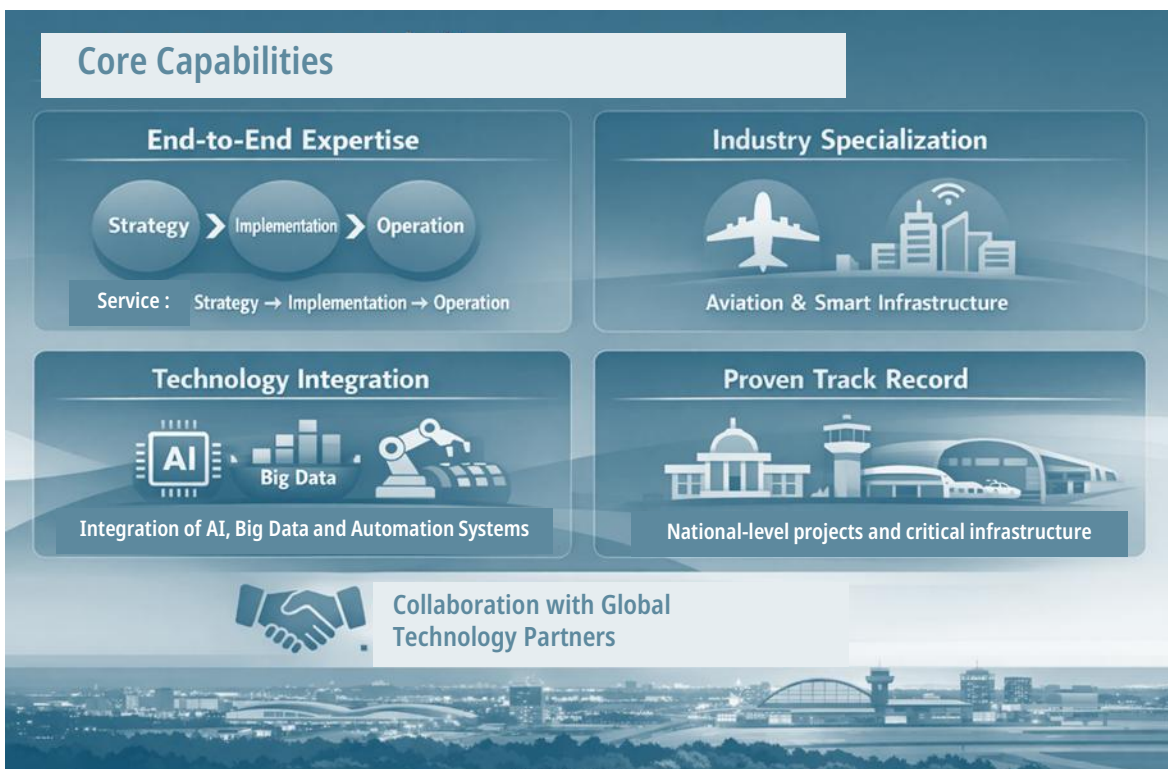 Core Capabilities
End-to-End Expertise
Strategy
Implementation
Operation
Service :
Strategy → Implementation → Operation
Industry Specialization
Aviation & Smart Infrastructure
Technology Integration
AI
Big Data
Integration of AI, Big Data and Automation Systems
Proven Track Record
National-level projects and critical infrastructure
Collaboration with Global
Technology Partners